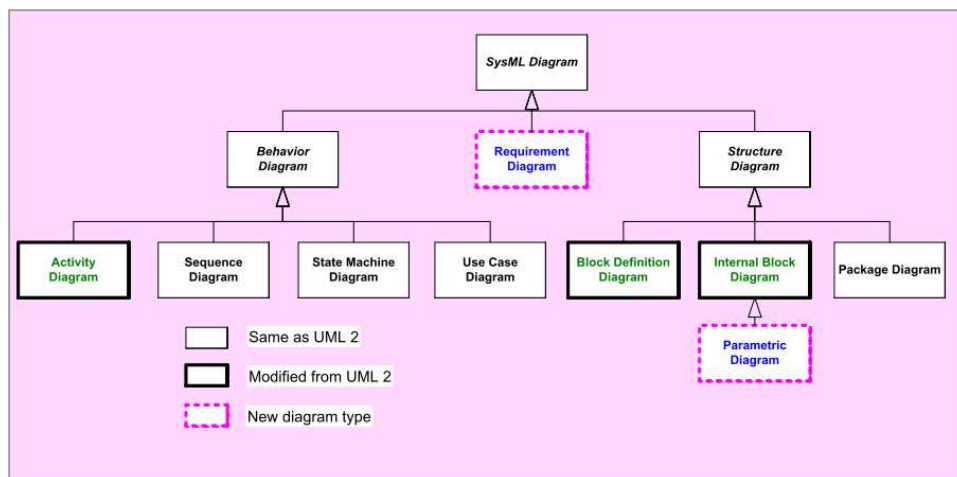 SysML Diagram
Behavior
Diagram
Requirement
Diagram
Structure
Diagram
Activity
Diagram
Sequence
Diagram
State Machine
Diagram
Use Case
Diagram
Block Definition
Diagram
Internal Block
Diagram
Package Diagram
Parametric
Diagram
Same as UML 2
Modified from UML 2
New diagram type